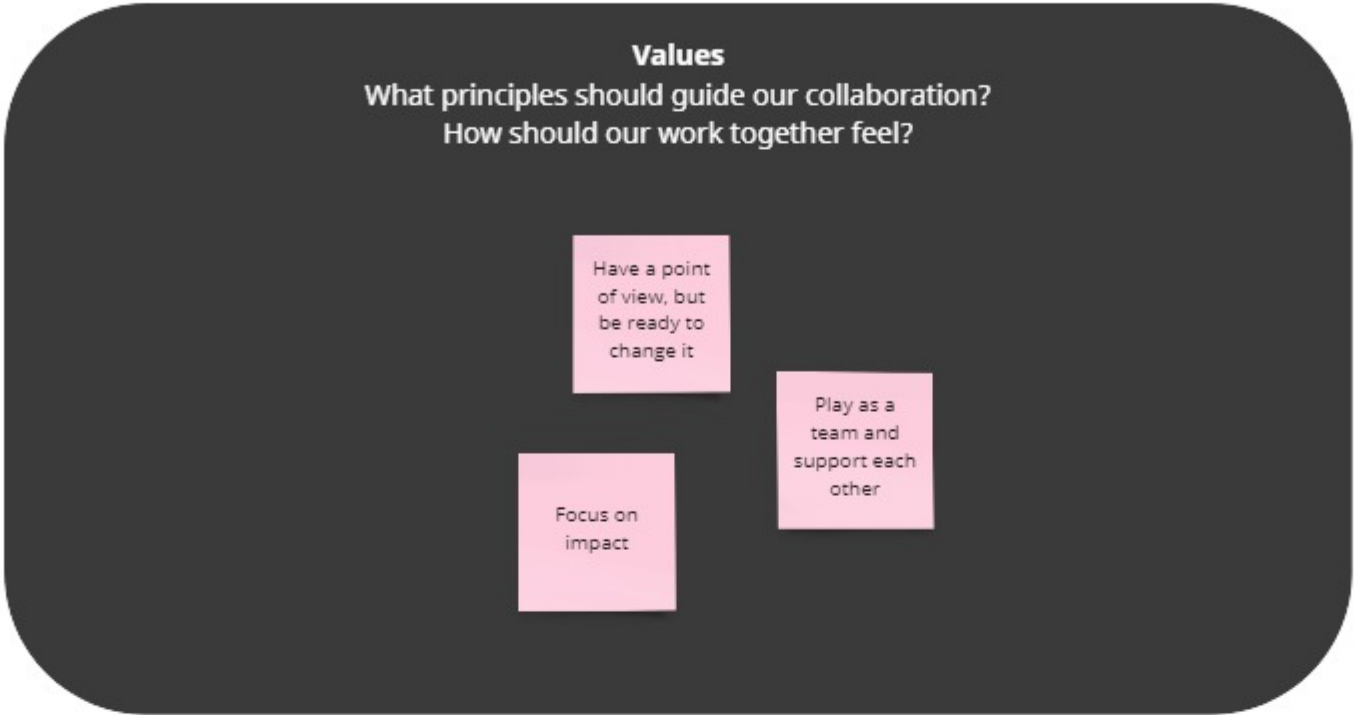 Values
What principles should guide our collaboration?
How should our work together feel?
Have a point
of view, but
be ready to
change it
Play as a
team and
support each
other
Focus on
impact